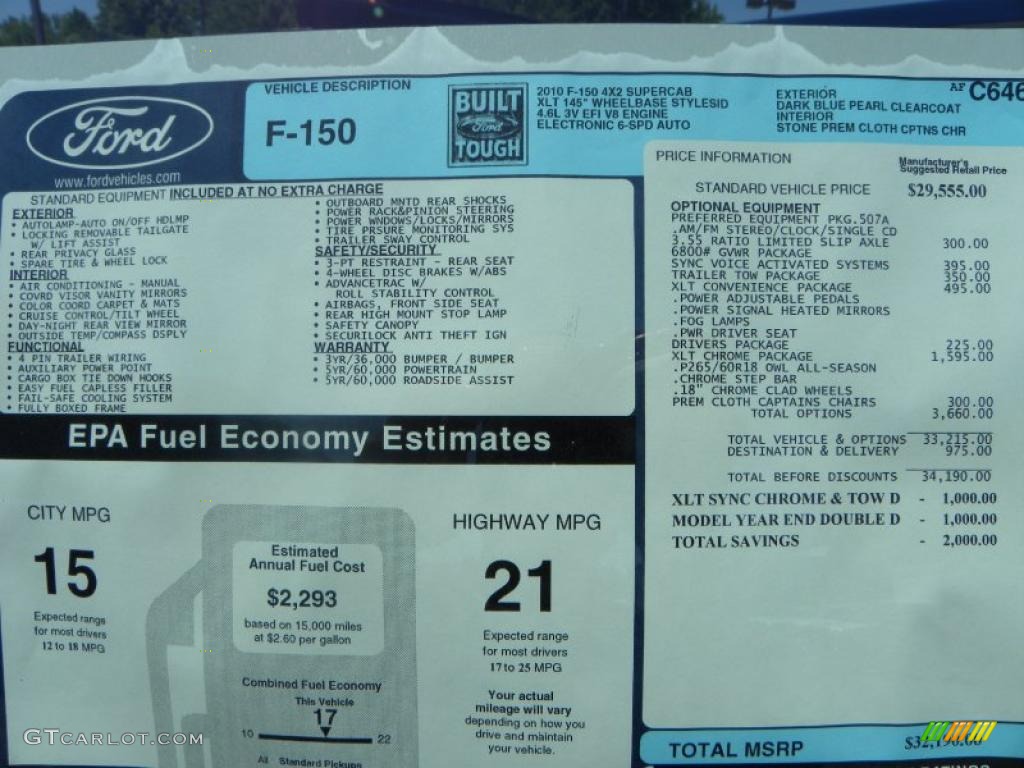 Ford
www.fordvehicles.com
VEHICLE DESCRIPTION
F-150
BUILT
Ford
TOUGH
2010 F-150 4X2 SUPERCAB
XLT 145" WHEELBASE STYLESID
4.6L 3V EFI V8 ENGINE
ELECTRONIC 6-SPD AUTO
EXTERIOR
DARK BLUE PEARL CLEARCOAT
INTERIOR
STONE PREM CLOTH CPTNS CHR
AF C646
STANDARD EQUIPMENT INCLUDED AT NO EXTRA CHARGE
EXTERIOR
• AUTOLAMP-AUTO ON/OFF HDLMP
• LOCKING REMOVABLE TAILGATE
W/ LIFT ASSIST
• REAR PRIVACY GLASS
• SPARE TIRE & WHEEL LOCK
INTERIOR
• AIR CONDITIONING - MANUAL
• COVRD VISOR VANITY MIRRORS
• COLOR COORD CARPET & MATS
• CRUISE CONTROL/TILT WHEEL
• DAY-NIGHT REAR VIEW MIRROR
• OUTSIDE TEMP/COMPASS DSPLY
FUNCTIONAL
• 4 PIN TRAILER WIRING
• AUXILIARY POWER POINT
• CARGO BOX TIE DOWN HOOKS
• EASY FUEL CAPLESS FILLER
• FAIL-SAFE COOLING SYSTEM
• FULLY BOXED FRAME
• OUTBOARD MNTD REAR SHOCKS
• POWER RACK&PINION STEERING
• POWER WNDOWS/LOCKS/MIRRORS
• TIRE PRSURE MONITORING SYS
• TRAILER SWAY CONTROL
SAFETY/SECURITY
• 3-PT RESTRAINT - REAR SEAT
• 4-WHEEL DISC BRAKES W/ABS
• ADVANCETRAC W/
ROLL STABILITY CONTROL
• AIRBAGS, FRONT SIDE SEAT
• REAR HIGH MOUNT STOP LAMP
• SAFETY CANOPY
• SECURILOCK ANTI THEFT IGN
WARRANTY
• 3YR/36,000 BUMPER / BUMPER
• 5YR/60,000 POWERTRAIN
• 5YR/60,000 ROADSIDE ASSIST
PRICE INFORMATION
Manufacturer's
Suggested Retail Price
STANDARD VEHICLE PRICE $29,555.00
OPTIONAL EQUIPMENT
PREFERRED EQUIPMENT PKG.507A
.AM/FM STEREO/CLOCK/SINGLE CD
3.55 RATIO LIMITED SLIP AXLE 300.00
6800# GVWR PACKAGE
SYNC VOICE ACTIVATED SYSTEMS 395.00
TRAILER TOW PACKAGE 350.00
XLT CONVENIENCE PACKAGE 495.00
.POWER ADJUSTABLE PEDALS
.POWER SIGNAL HEATED MIRRORS
.FOG LAMPS
.PWR DRIVER SEAT
DRIVERS PACKAGE 225.00
XLT CHROME PACKAGE 1,595.00
.P265/60R18 OWL ALL-SEASON
.CHROME STEP BAR
.18" CHROME CLAD WHEELS
PREM CLOTH CAPTAINS CHAIRS 300.00
TOTAL OPTIONS 3,660.00
TOTAL VEHICLE & OPTIONS 33,215.00
DESTINATION & DELIVERY 975.00
TOTAL BEFORE DISCOUNTS 34,190.00
XLT SYNC CHROME & TOW D - 1,000.00
MODEL YEAR END DOUBLE D - 1,000.00
TOTAL SAVINGS - 2,000.00
TOTAL MSRP $32,190.00
EPA Fuel Economy Estimates
CITY MPG
15
Expected range
for most drivers
12 to 18 MPG
Estimated
Annual Fuel Cost
$2,293
based on 15,000 miles
at $2.60 per gallon
Combined Fuel Economy
This Vehicle
17
10 22
All Standard Pickups
HIGHWAY MPG
21
Expected range
for most drivers
17 to 25 MPG
Your actual
mileage will vary
depending on how you
drive and maintain
your vehicle.
GTCARLOT.COM